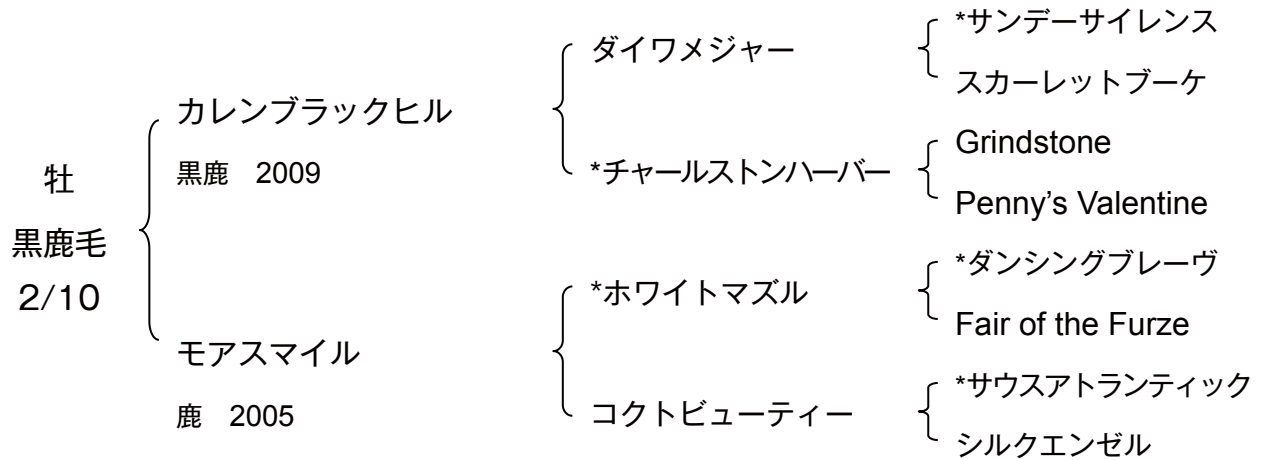 牡
黒鹿毛
2/10
カレンブラックヒル
黒鹿　2009
モアスマイル
鹿　2005
ダイワメジャー
*チャールストンハーバー
*ホワイトマズル
コクトビューティー
*サンデーサイレンス
スカーレットブーケ
Grindstone
Penny’s Valentine
*ダンシングブレーヴ
Fair of the Furze
*サウスアトランティック
シルクエンゼル